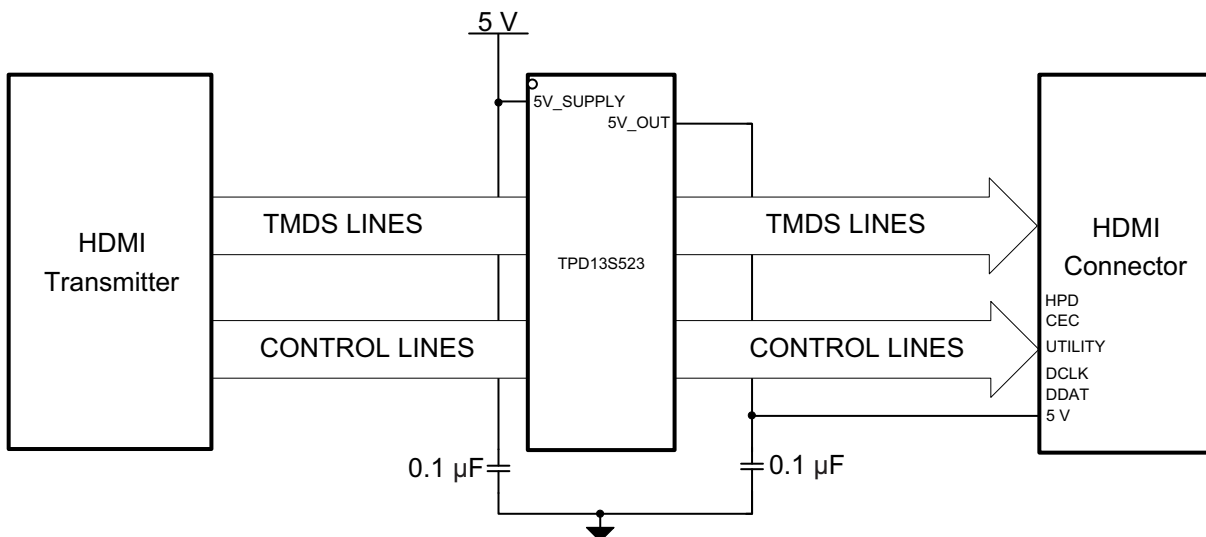 5 V
5V_SUPPLY
5V_OUT
TMDS LINES
TMDS LINES
HDMI
Transmitter
TPD13S523
HDMI
Connector
HPD
CEC
CONTROL LINES
CONTROL LINES
UTILITY
DCLK
DDAT
5 V
0.1 µF
0.1 µF